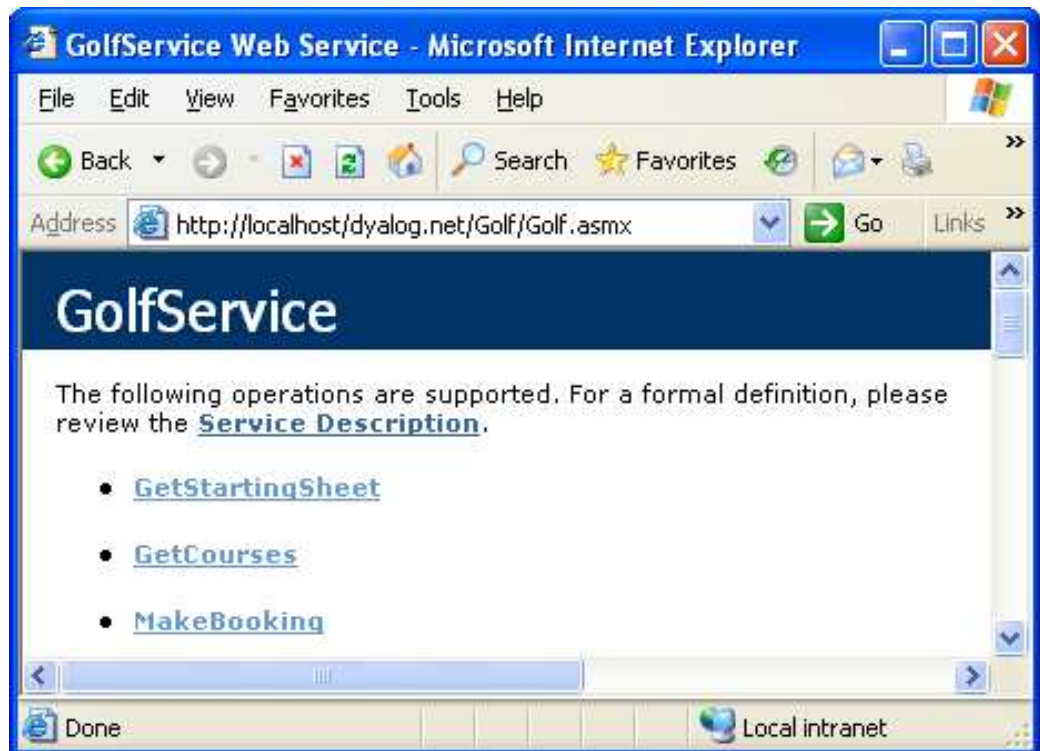 GolfService Web Service - Microsoft Internet Explorer
File Edit View Favorites Tools Help
Back Search Favorites »
Address http://localhost/dyalog.net/Golf/Golf.asmx Go Links »
GolfService
The following operations are supported. For a formal definition, please
review the Service Description.
• GetStartingSheet
• GetCourses
• MakeBooking
Done Local intranet